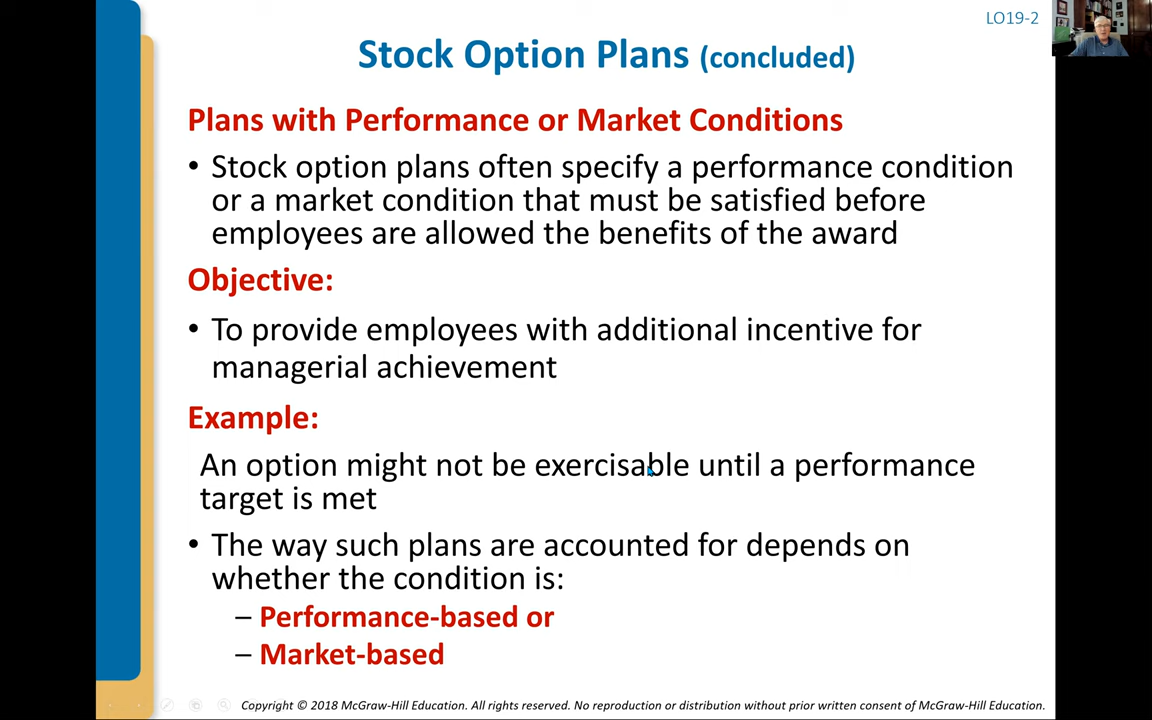 LO19-2
Stock Option Plans (concluded)
Plans with Performance or Market Conditions
• Stock option plans often specify a performance condition
or a market condition that must be satisfied before
employees are allowed the benefits of the award
Objective:
• To provide employees with additional incentive for
managerial achievement
Example:
An option might not be exercisable until a performance
target is met
• The way such plans are accounted for depends on
whether the condition is:
– Performance-based or
– Market-based
Copyright © 2018 McGraw-Hill Education. All rights reserved. No reproduction or distribution without prior written consent of McGraw-Hill Education.